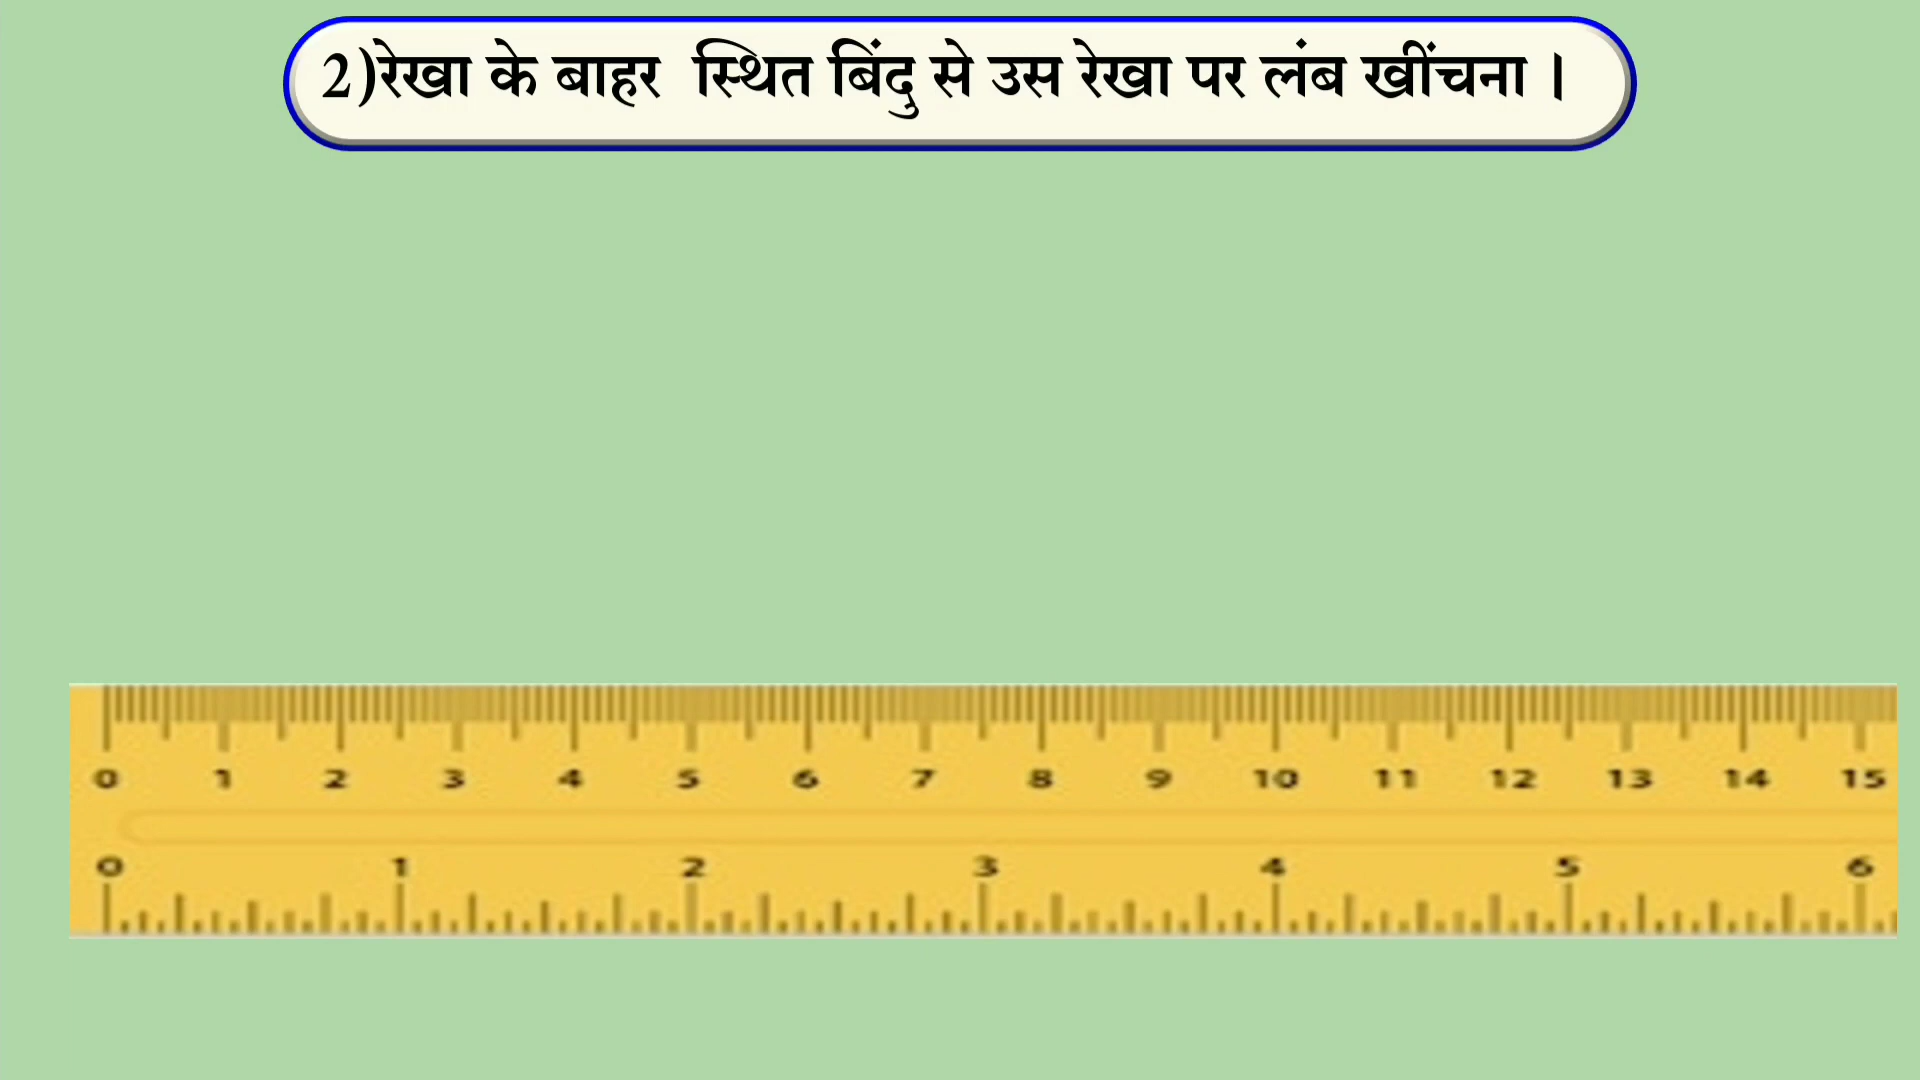 2)रेखा के बाहर स्थित बिंदु से उस रेखा पर लंब खींचना ।
0 1 2 3 4 5 6 7 8 9 10 11 12 13 14 15
0 1 2 3 4 5 6